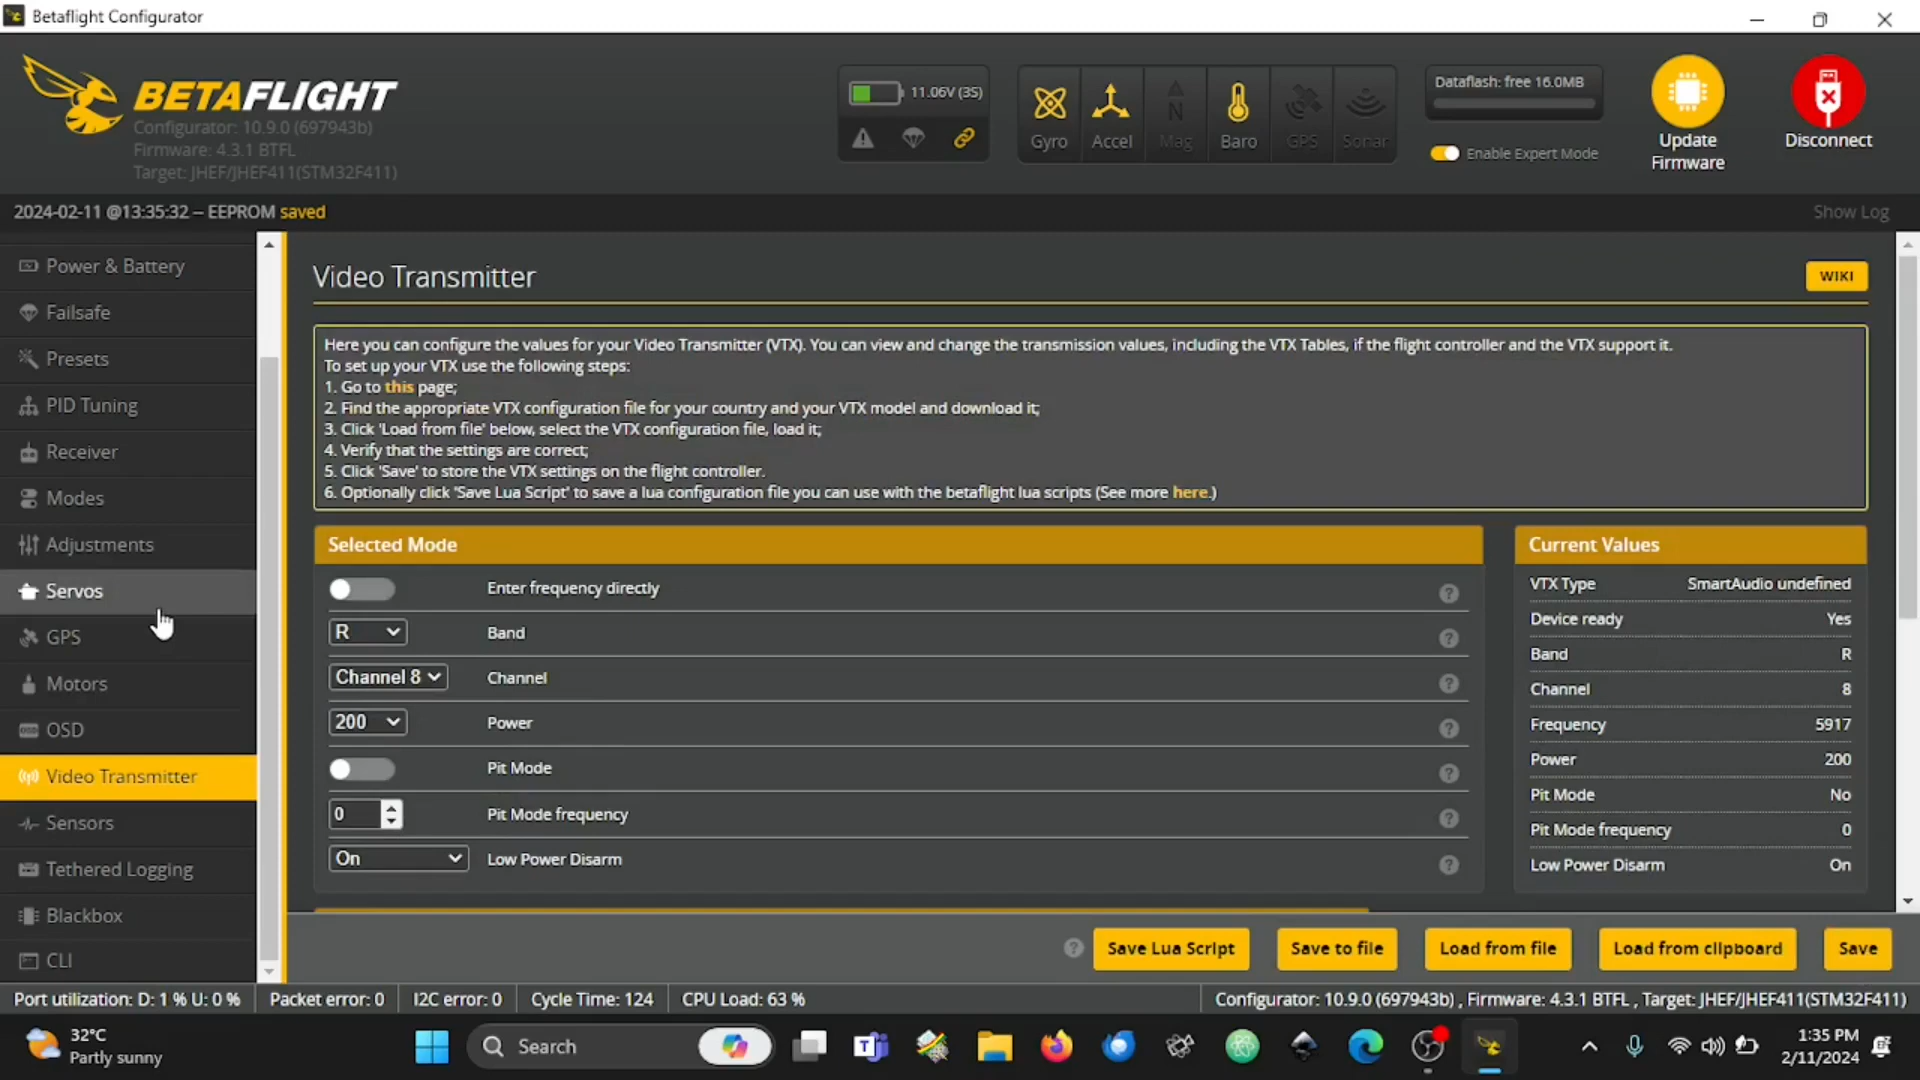 Betaflight Configurator
BETAFLIGHT
Configurator: 10.9.0 (697943b)
Firmware: 4.3.1 BTFL
Target: JHEF/JHEF411(STM32F411)
11.06V (3S)
Gyro
Accel
Mag
Baro
GPS
Sonar
Dataflash: free 16.0MB
Enable Expert Mode
Update
Firmware
Disconnect
2024-02-11 @13:35:32 – EEPROM saved
Show Log
Power & Battery
Failsafe
Presets
PID Tuning
Receiver
Modes
Adjustments
Servos
GPS
Motors
OSD
Video Transmitter
Sensors
Tethered Logging
Blackbox
CLI
Video Transmitter
WIKI
Here you can configure the values for your Video Transmitter (VTX). You can view and change the transmission values, including the VTX Tables, if the flight controller and the VTX support it.
To set up your VTX use the following steps:
1. Go to this page;
2. Find the appropriate VTX configuration file for your country and your VTX model and download it;
3. Click 'Load from file' below, select the VTX configuration file, load it;
4. Verify that the settings are correct;
5. Click 'Save' to store the VTX settings on the flight controller.
6. Optionally click 'Save Lua Script' to save a lua configuration file you can use with the betaflight lua scripts (See more here.)
Selected Mode
Enter frequency directly
R Band
Channel 8 Channel
200 Power
Pit Mode
0 Pit Mode frequency
On Low Power Disarm
Current Values
VTX Type SmartAudio undefined
Device ready Yes
Band R
Channel 8
Frequency 5917
Power 200
Pit Mode No
Pit Mode frequency 0
Low Power Disarm On
Save Lua Script
Save to file
Load from file
Load from clipboard
Save
Port utilization: D: 1 % U: 0 %
Packet error: 0
I2C error: 0
Cycle Time: 124
CPU Load: 63 %
Configurator: 10.9.0 (697943b) , Firmware: 4.3.1 BTFL , Target: JHEF/JHEF411(STM32F411)
32°C
Partly sunny
Search
1:35 PM
2/11/2024